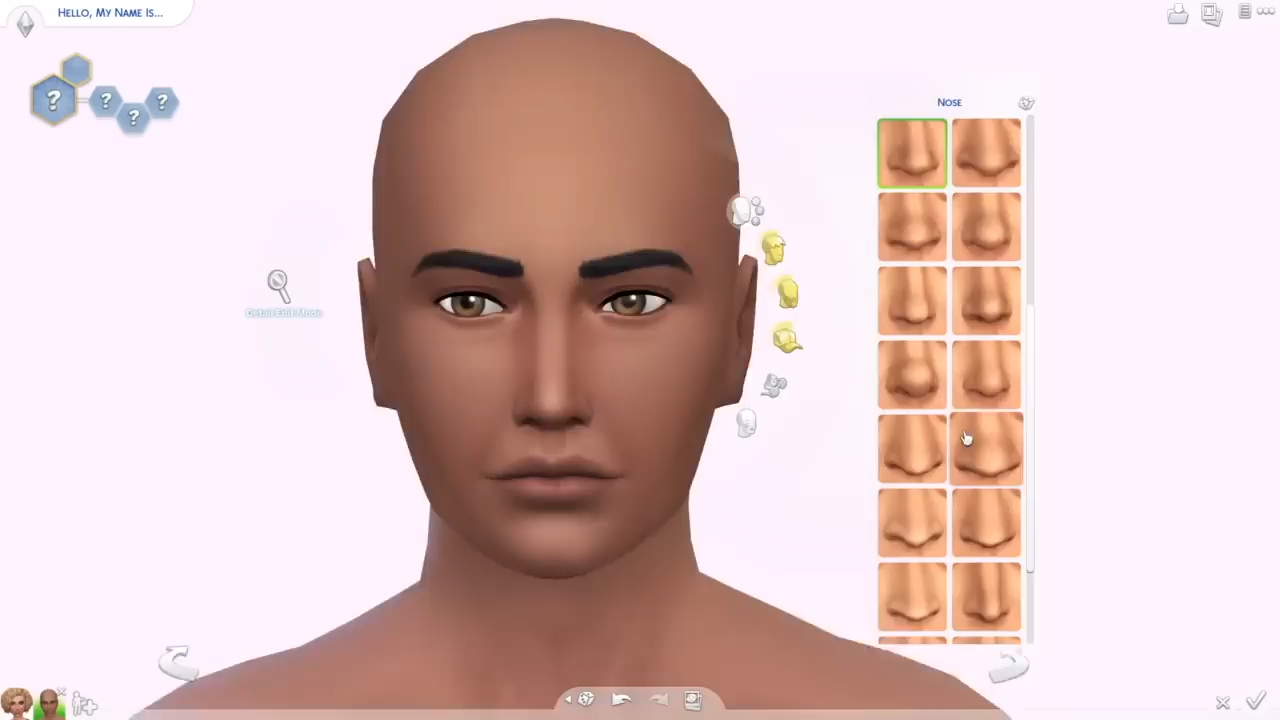 Hello, My Name Is...
Nose
? ? ? ?
Detail Edit Mode